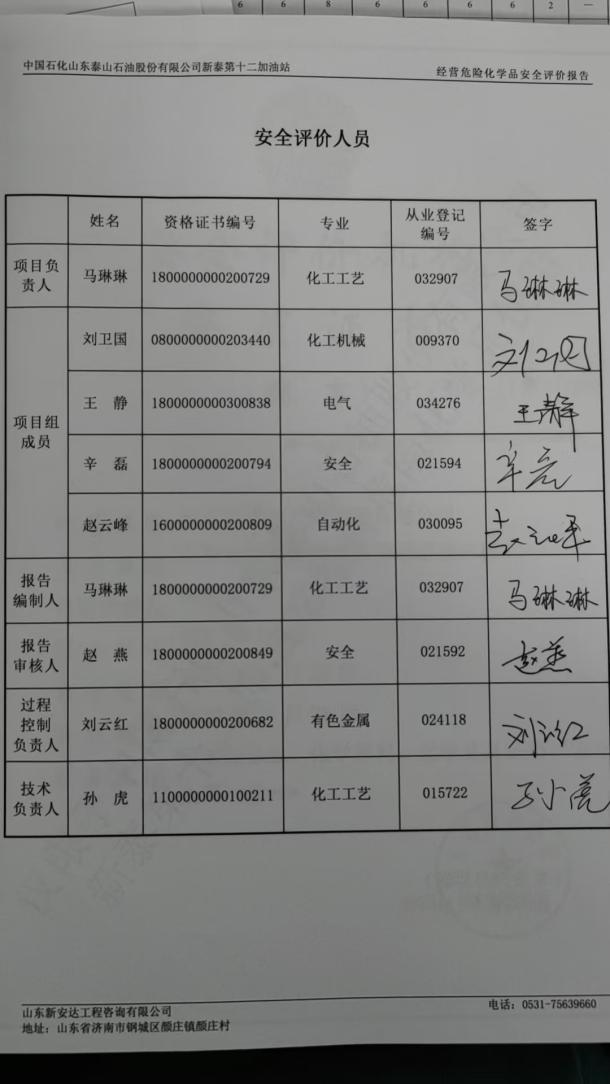 6 6 8 4 6 6 6 2 —
中国石化山东泰山石油股份有限公司新泰第十二加油站
经营危险化学品安全评价报告
安全评价人员
姓名 资格证书编号 专业 从业登记编号 签字
项目负责人 马琳琳 1800000000200729 化工工艺 032907 马琳琳
项目组成员 刘卫国 0800000000203440 化工机械 009370 刘卫国
王 静 1800000000300838 电气 034276 王静
辛 磊 1800000000200794 安全 021594
赵云峰 1600000000200809 自动化 030095
报告编制人 马琳琳 1800000000200729 化工工艺 032907 马琳琳
报告审核人 赵 燕 1800000000200849 安全 021592 赵燕
过程控制负责人 刘云红 1800000000200682 有色金属 024118 刘云红
技术负责人 孙 虎 1100000000100211 化工工艺 015722 孙虎
山东新安达工程咨询有限公司
电话：0531-75639660
地址：山东省济南市钢城区颜庄镇颜庄村